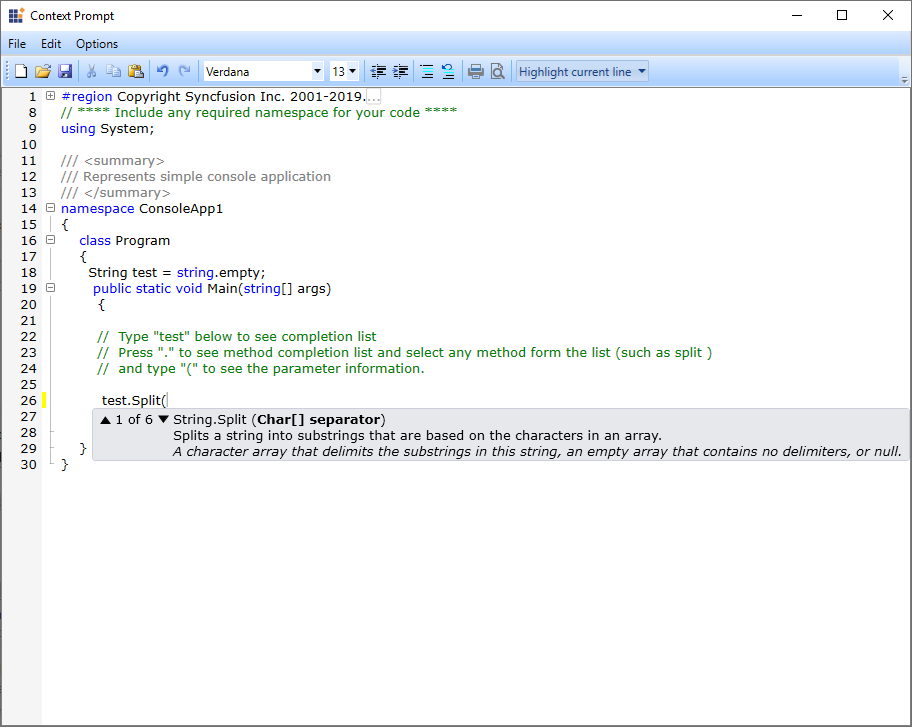 Context Prompt
File Edit Options
Verdana 13 Highlight current line
1 #region Copyright Syncfusion Inc. 2001-2019. ...
8 // **** Include any required namespace for your code ****
9 using System;
10
11 /// <summary>
12 /// Represents simple console application
13 /// </summary>
14 namespace ConsoleApp1
15 {
16 class Program
17 {
18 String test = string.empty;
19 public static void Main(string[] args)
20 {
21
22 // Type "test" below to see completion list
23 // Press "." to see method completion list and select any method form the list (such as split )
24 // and type "(" to see the parameter information.
25
26 test.Split(
27 ▲ 1 of 6 ▼ String.Split (Char[] separator)
28 Splits a string into substrings that are based on the characters in an array.
29 } A character array that delimits the substrings in this string, an empty array that contains no delimiters, or null.
30 }